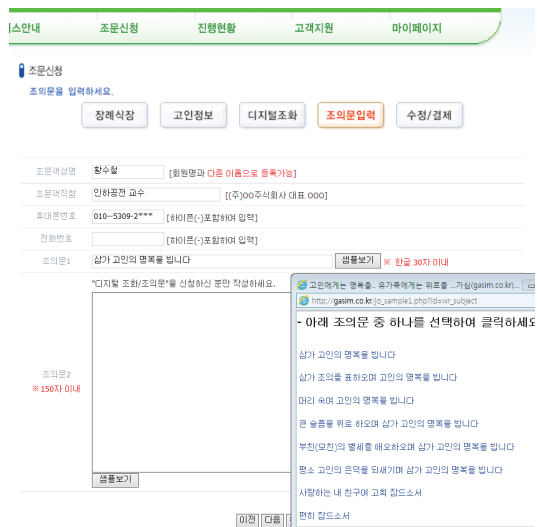 스안내 조문신청 진행현황 고객지원 마이페이지
조문신청
조의문을 입력하세요.
장례식장 고인정보 디지털조화 조의문입력 수정/결제
조문객성명 황수철 [회원명과 다른 이름으로 등록가능]
조문객직함 인하공전 교수 [(주)OO주식회사 대표 OOO]
휴대폰번호 010--5309-2*** [하이픈(-)포함하여 입력]
전화번호 [하이픈(-)포함하여 입력]
조의문1 삼가 고인의 명복을 빕니다 샘플보기 ※ 한글 30자 이내
"디지털 조화/조의문"을 신청하신 분만 작성하세요.
조의문2
※150자 이내
샘플보기
이전 다음
고인에게는 명복을.. 유가족에게는 위로를 ...가심(gasim.co.kr)...
http://gasim.co.kr/jo_sample1.php?id=wr_subject
- 아래 조의문 중 하나를 선택하여 클릭하세요
삼가 고인의 명복을 빕니다
삼가 조의를 표하오며 고인의 명복을 빕니다
머리 숙여 고인의 명복을 빕니다
큰 슬픔을 위로 하오며 삼가 고인의 명복을 빕니다
부친(모친)의 별세를 애오하오며 삼가 고인의 명복을 빕니다
평소 고인의 은덕을 되새기며 삼가 고인의 명복을 빕니다
사랑하는 내 친구여 고희 잠드소서
편히 잠드소서